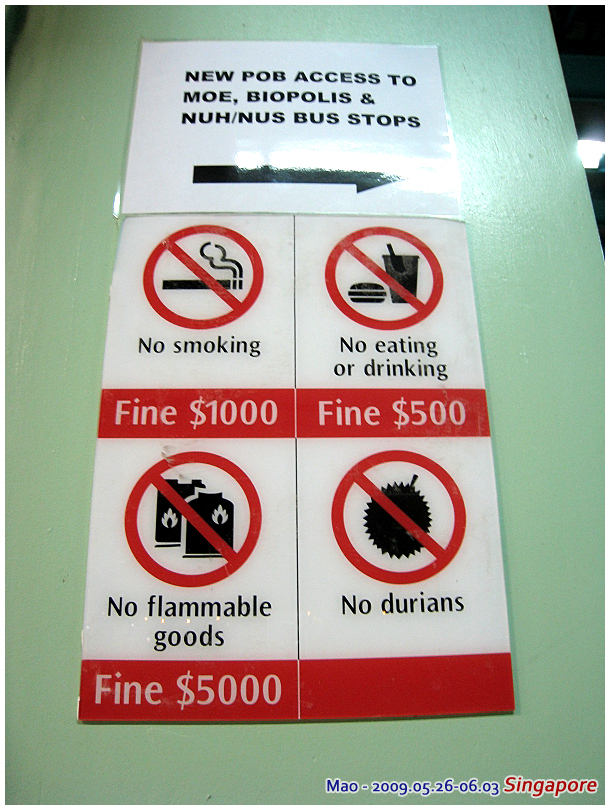 NEW POB ACCESS TO
MOE, BIOPOLIS &
NUH/NUS BUS STOPS
No smoking
Fine $1000
No eating
or drinking
Fine $500
No flammable
goods
Fine $5000
No durians
Mao - 2009.05.26-06.03 Singapore